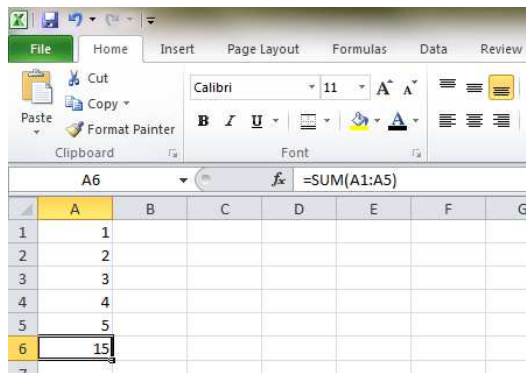 File Home Insert Page Layout Formulas Data Review
Cut
Calibri 11 A A
Copy
Paste
Format Painter
B I U A
Clipboard Font
A6 fx =SUM(A1:A5)
A B C D E F G
1 1
2 2
3 3
4 4
5 5
6 15
7